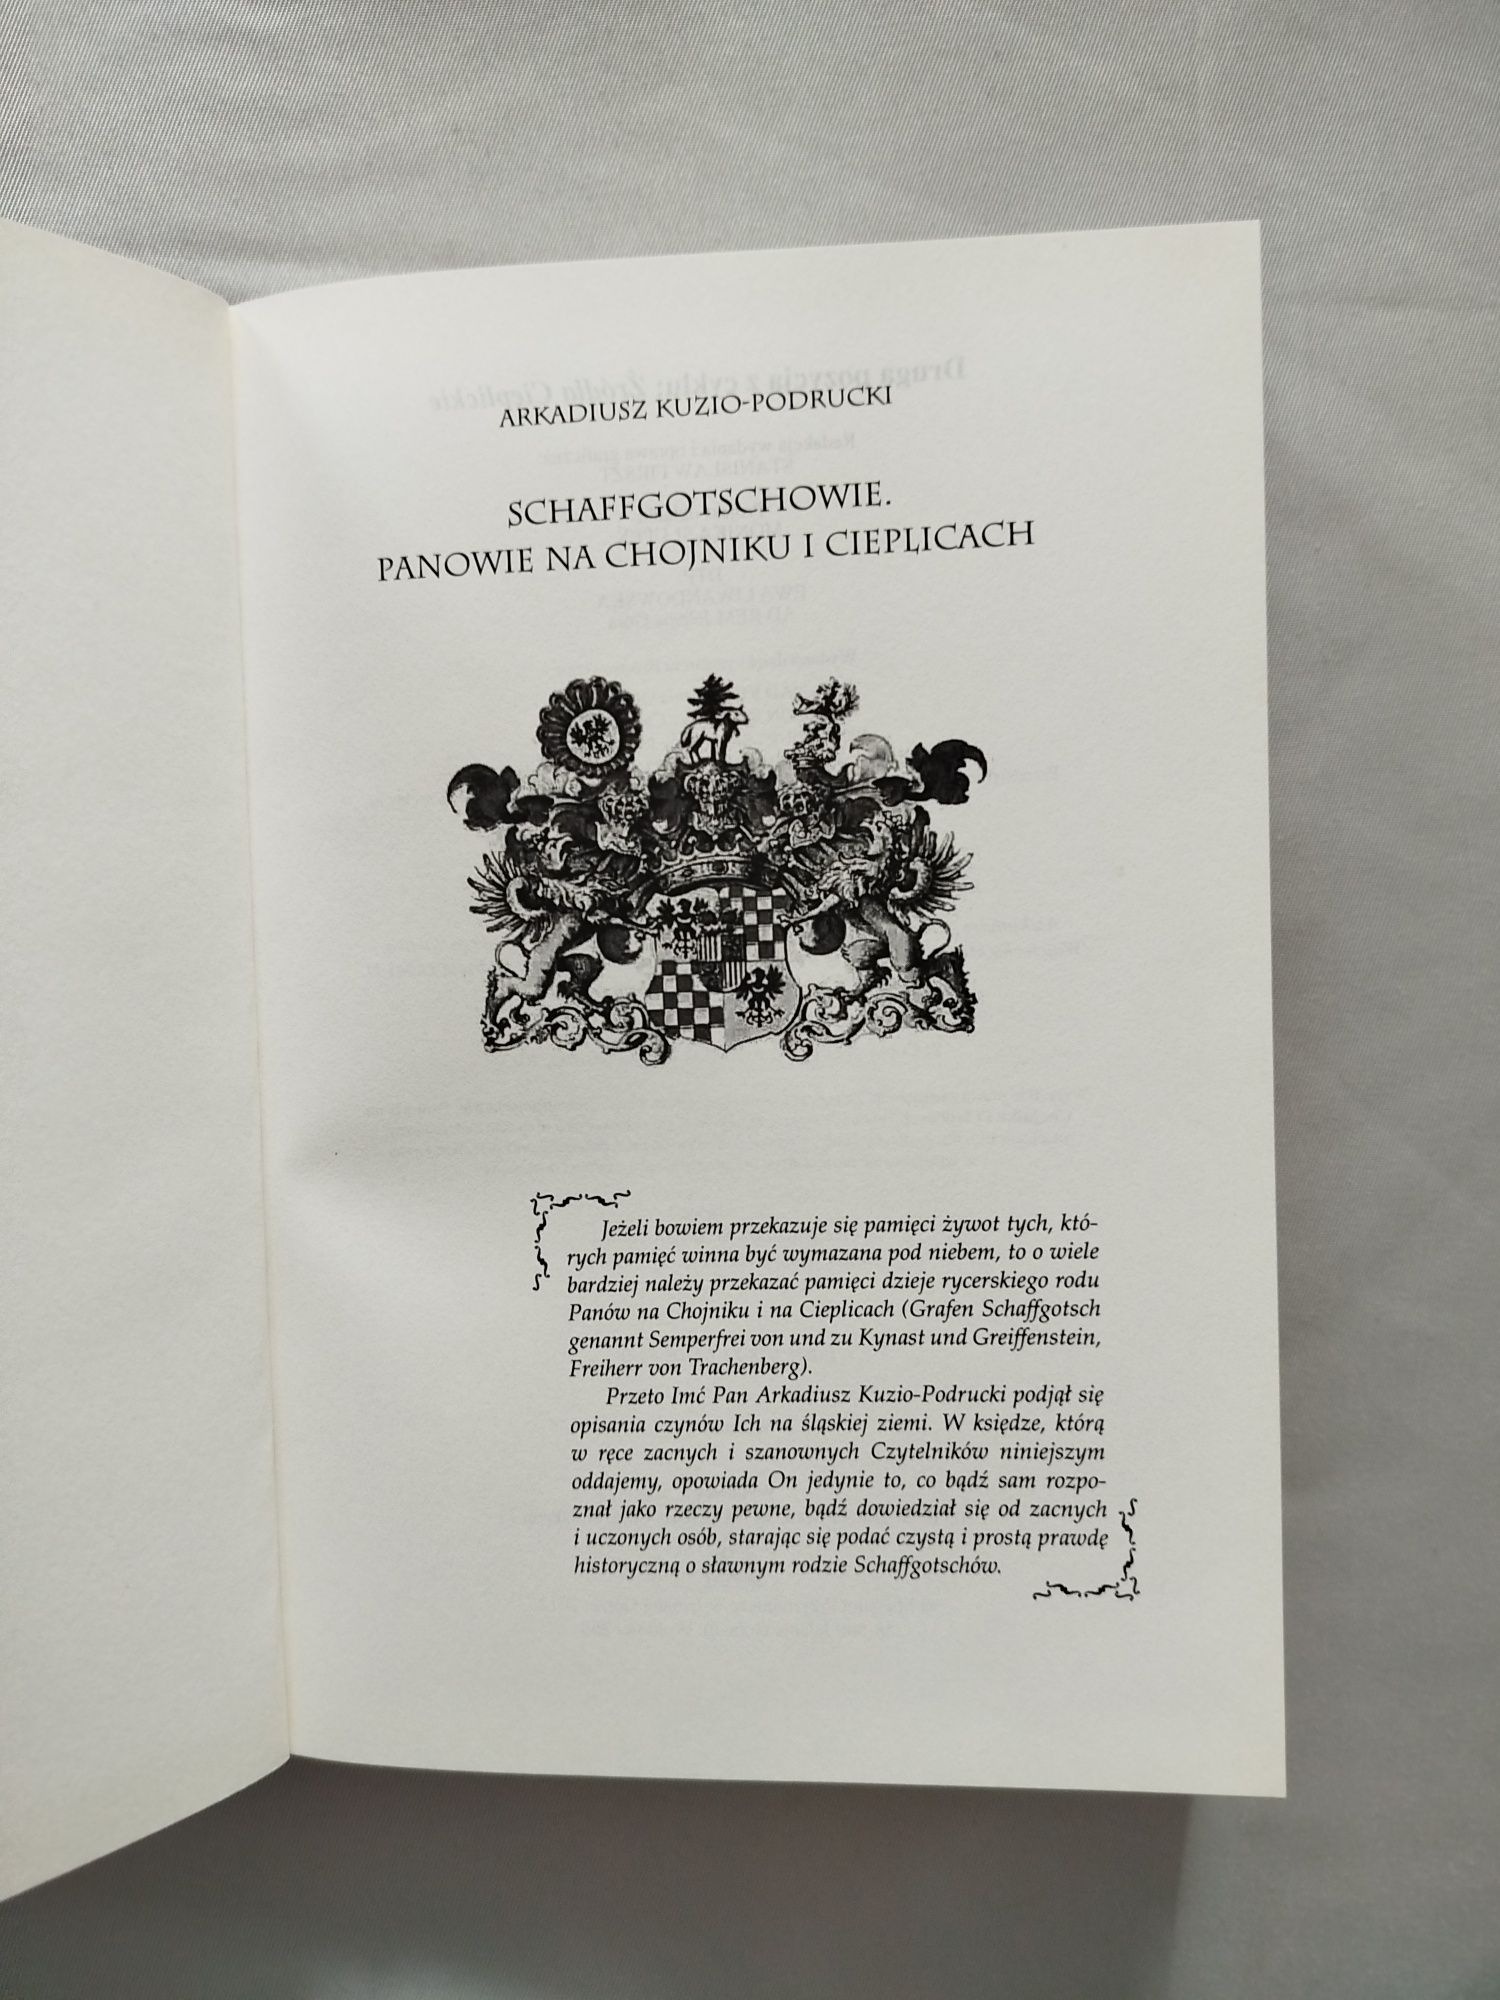 ARKADIUSZ KUZIO-PODRUCKI
SCHAFFGOTSCHOWIE.
PANOWIE NA CHOJNIKU I CIEPLICACH
Jeżeli bowiem przekazuje się pamięci żywot tych, któ-
rych pamięć winna być wymazana pod niebem, to o wiele
bardziej należy przekazać pamięci dzieje rycerskiego rodu
Panów na Chojniku i na Cieplicach (Grafen Schaffgotsch
genannt Semperfrei von und zu Kynast und Greiffenstein,
Freiherr von Trachenberg).
Przeto Imć Pan Arkadiusz Kuzio-Podrucki podjął się
opisania czynów Ich na śląskiej ziemi. W księdze, którą
w ręce zacnych i szanownych Czytelników niniejszym
oddajemy, opowiada On jedynie to, co bądź sam rozpo-
znał jako rzeczy pewne, bądź dowiedział się od zacnych
i uczonych osób, starając się podać czystą i prostą prawdę
historyczną o sławnym rodzie Schaffgotschów.